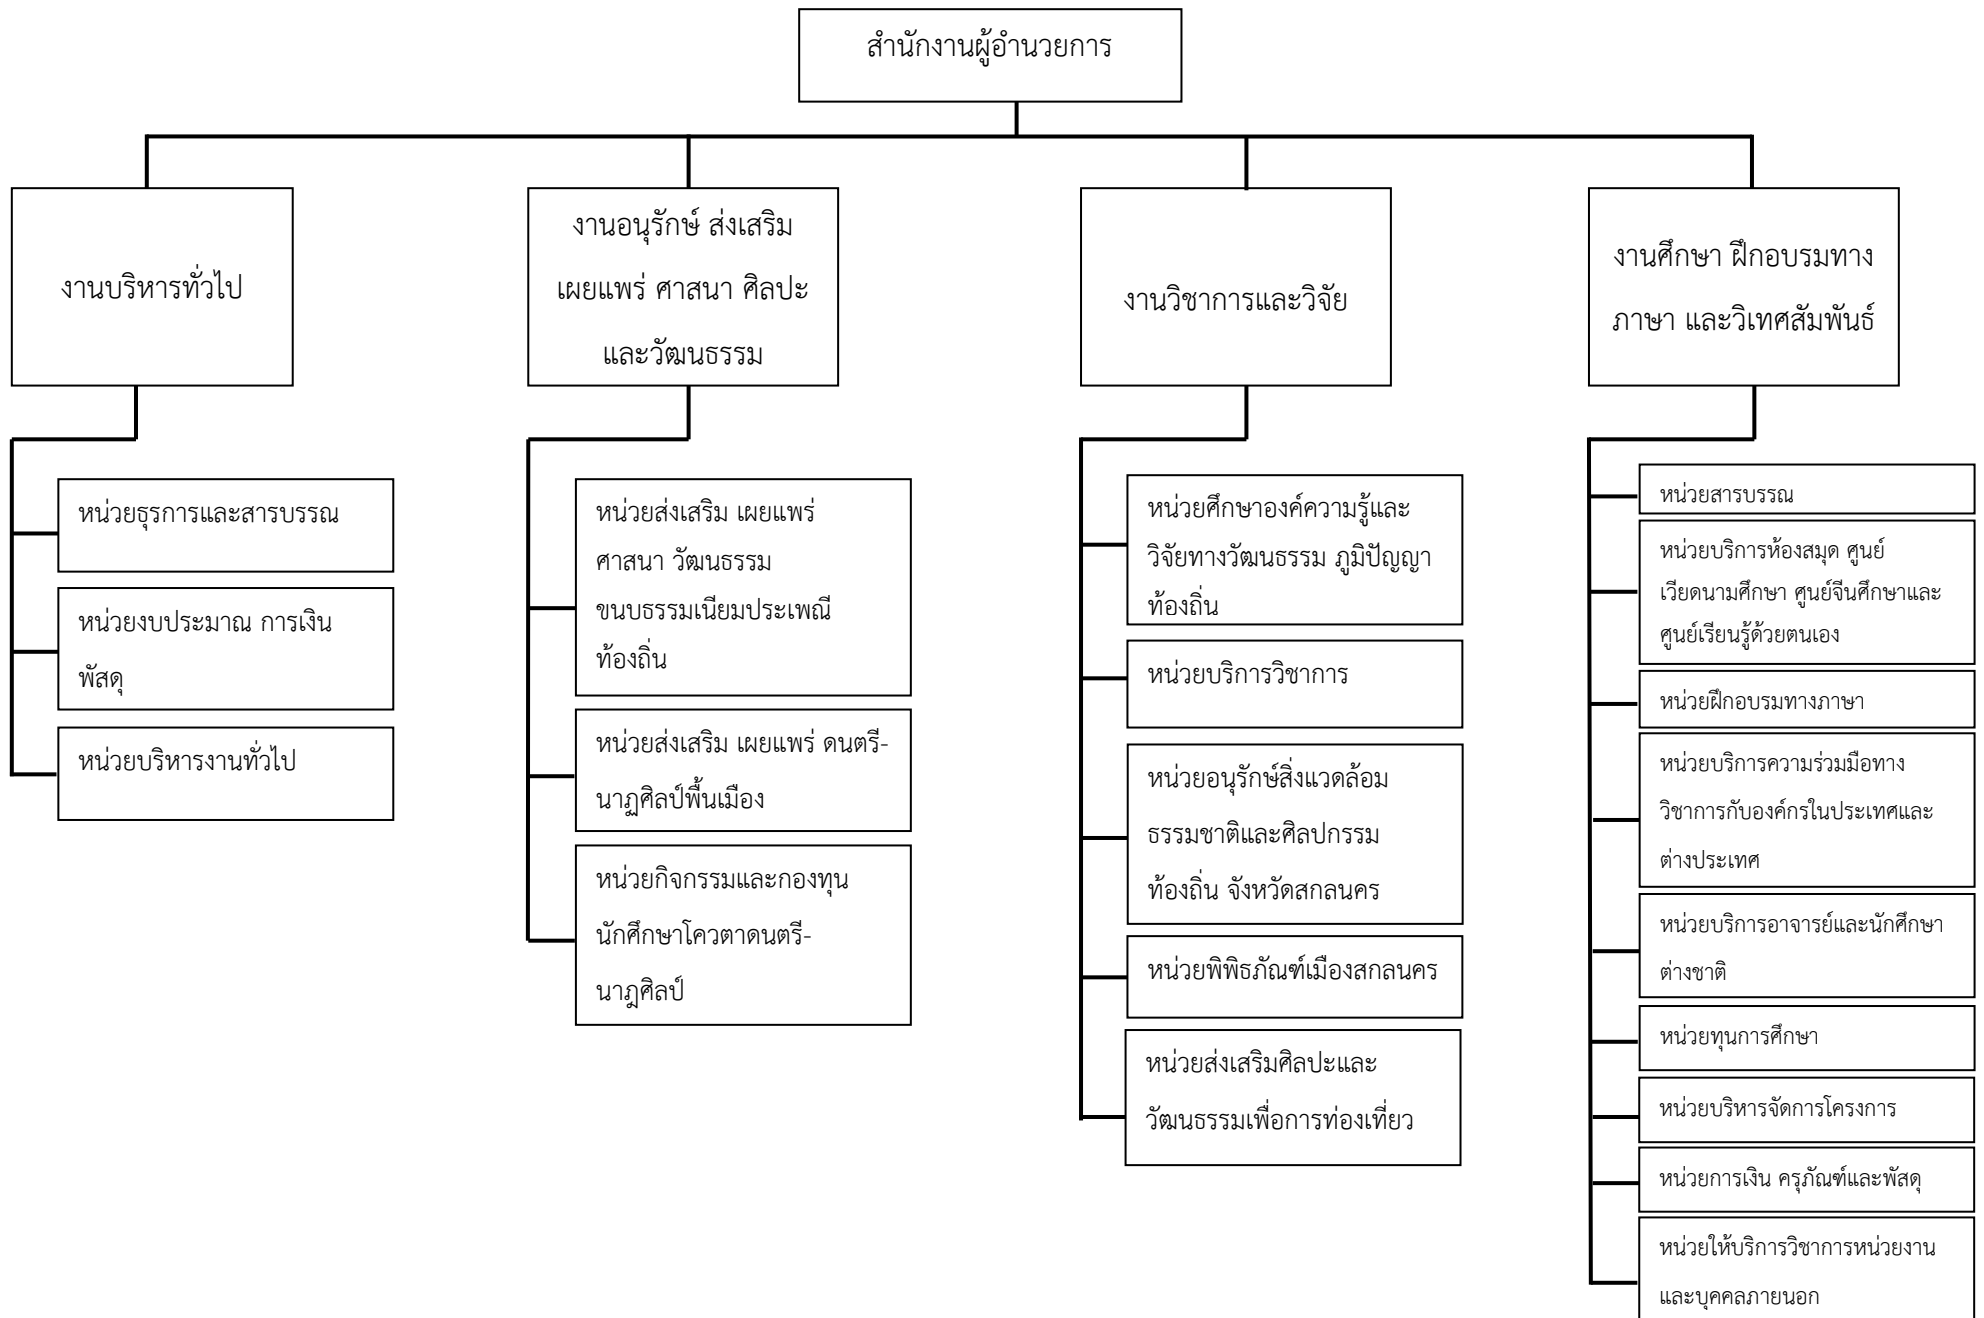 สำนักงานผู้อำนวยการ
งานบริหารทั่วไป
หน่วยธุรการและสารบรรณ
หน่วยงบประมาณ การเงิน
พัสดุ
หน่วยบริหารงานทั่วไป
งานอนุรักษ์ ส่งเสริม
เผยแพร่ ศาสนา ศิลปะ
และวัฒนธรรม
หน่วยส่งเสริม เผยแพร่
ศาสนา วัฒนธรรม
ขนบธรรมเนียมประเพณี
ท้องถิ่น
หน่วยส่งเสริม เผยแพร่ ดนตรี-
นาฏศิลป์พื้นเมือง
หน่วยกิจกรรมและกองทุน
นักศึกษาโควตาดนตรี-
นาฎศิลป์
งานวิชาการและวิจัย
หน่วยศึกษาองค์ความรู้และ
วิจัยทางวัฒนธรรม ภูมิปัญญา
ท้องถิ่น
หน่วยบริการวิชาการ
หน่วยอนุรักษ์สิ่งแวดล้อม
ธรรมชาติและศิลปกรรม
ท้องถิ่น จังหวัดสกลนคร
หน่วยพิพิธภัณฑ์เมืองสกลนคร
หน่วยส่งเสริมศิลปะและ
วัฒนธรรมเพื่อการท่องเที่ยว
งานศึกษา ฝึกอบรมทาง
ภาษา และวิเทศสัมพันธ์
หน่วยสารบรรณ
หน่วยบริการห้องสมุด ศูนย์
เวียดนามศึกษา ศูนย์จีนศึกษาและ
ศูนย์เรียนรู้ด้วยตนเอง
หน่วยฝึกอบรมทางภาษา
หน่วยบริการความร่วมมือทาง
วิชาการกับองค์กรในประเทศและ
ต่างประเทศ
หน่วยบริการอาจารย์และนักศึกษา
ต่างชาติ
หน่วยทุนการศึกษา
หน่วยบริหารจัดการโครงการ
หน่วยการเงิน ครุภัณฑ์และพัสดุ
หน่วยให้บริการวิชาการหน่วยงาน
และบุคคลภายนอก